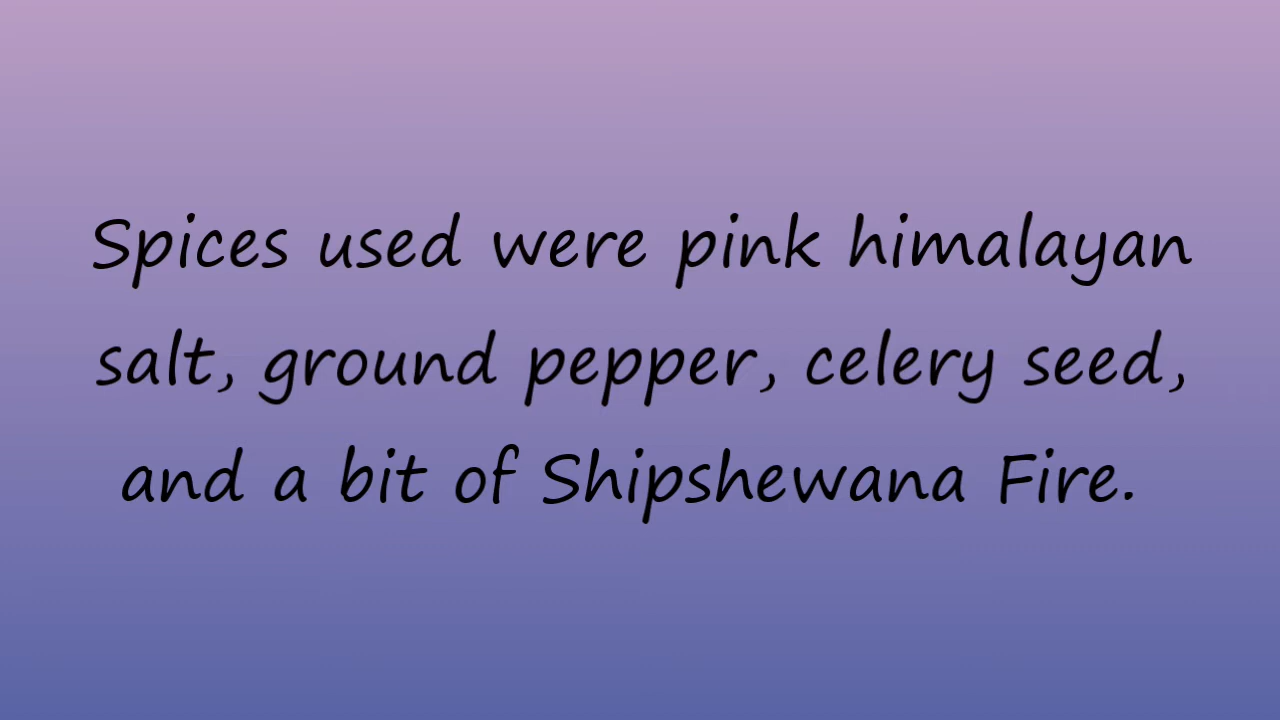 Spices used were pink himalayan
salt, ground pepper, celery seed,
and a bit of Shipshewana Fire.